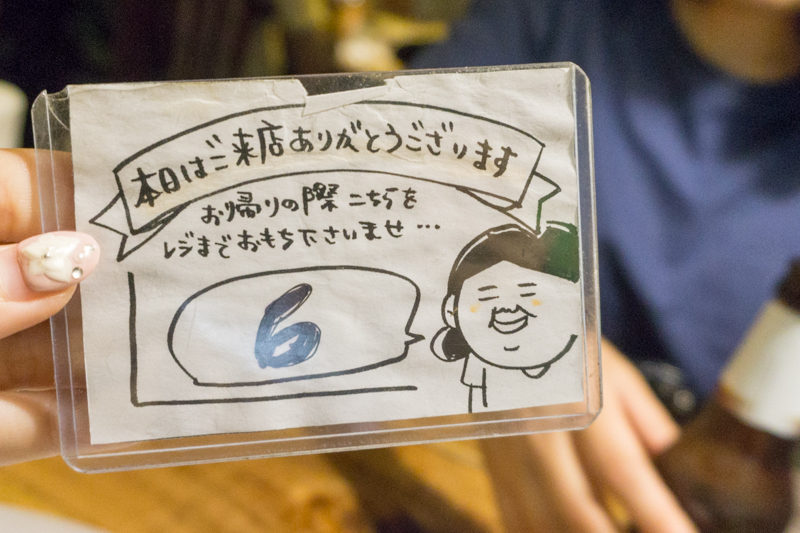 本日はご来店ありがとうございます
お帰りの際こちらを
レジまでおもち下さいませ…
6